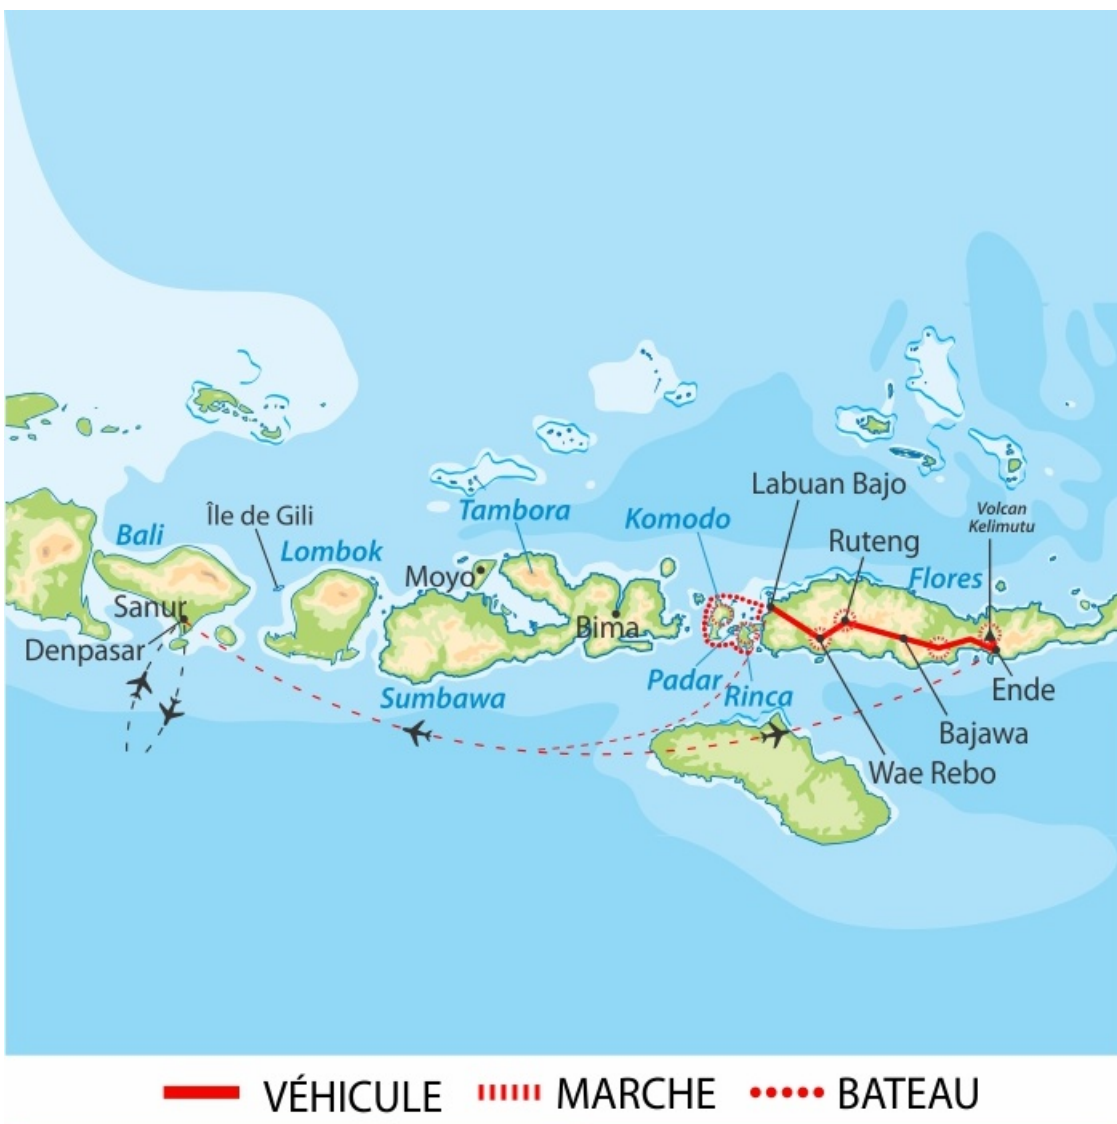 Labuan Bajo
Île de Gili
Tambora
Komodo
Volcan
Kelimutu
Bali
Lombok
Ruteng
Moyo
Flores
Sanur
Bima
Denpasar
Padar
Rinca
Ende
Sumbawa
Bajawa
Wae Rebo
VÉHICULE
MARCHE
BATEAU